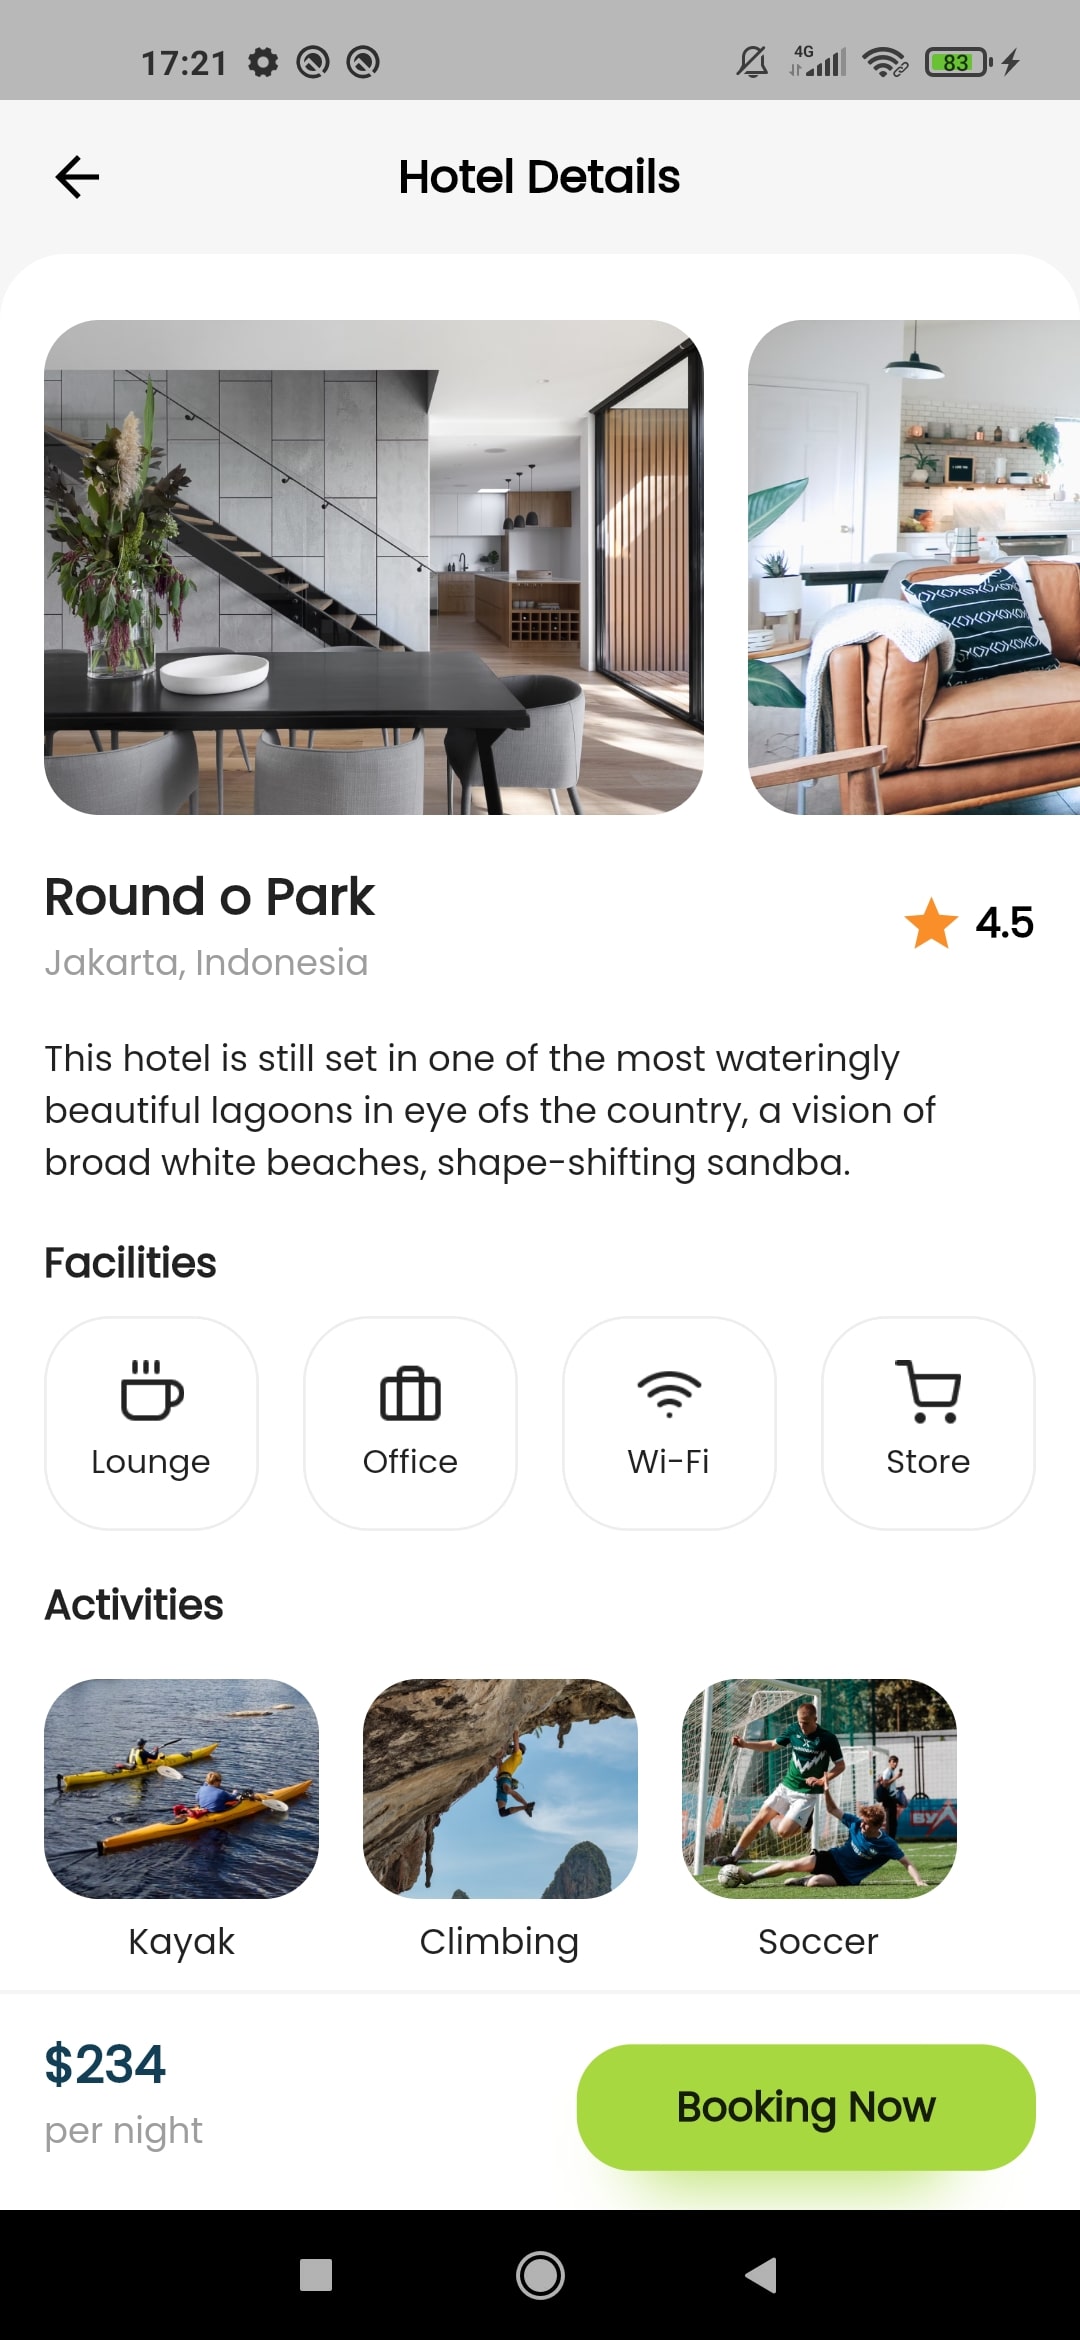 17:21
4G
83
Hotel Details
Round o Park
4.5
Jakarta, Indonesia
This hotel is still set in one of the most wateringly
beautiful lagoons in eye ofs the country, a vision of
broad white beaches, shape-shifting sandba.
Facilities
Lounge
Office
Wi-Fi
Store
Activities
Kayak
Climbing
Soccer
$234
per night
Booking Now